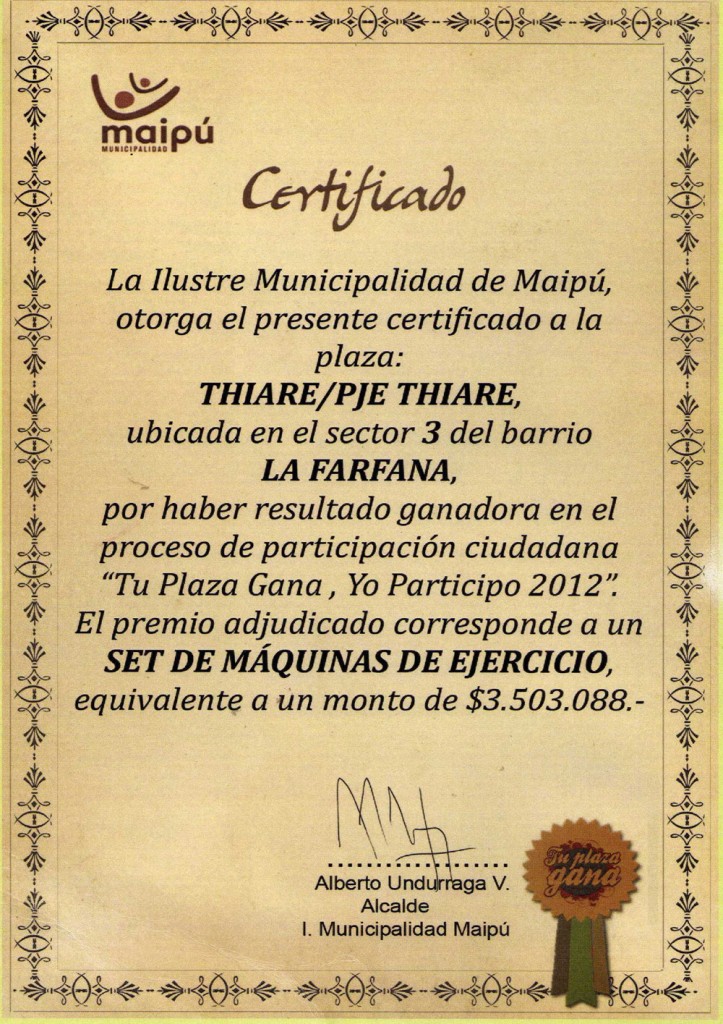 maipú
MUNICIPALIDAD
Certificado
La Ilustre Municipalidad de Maipú,
otorga el presente certificado a la
plaza:
THIARE/PJE THIARE,
ubicada en el sector 3 del barrio
LA FARFANA,
por haber resultado ganadora en el
proceso de participación ciudadana
“Tu Plaza Gana , Yo Participo 2012”.
El premio adjudicado corresponde a un
SET DE MÁQUINAS DE EJERCICIO,
equivalente a un monto de $3.503.088.-
Alberto Undurraga V.
Alcalde
I. Municipalidad Maipú
Tu plaza
gana